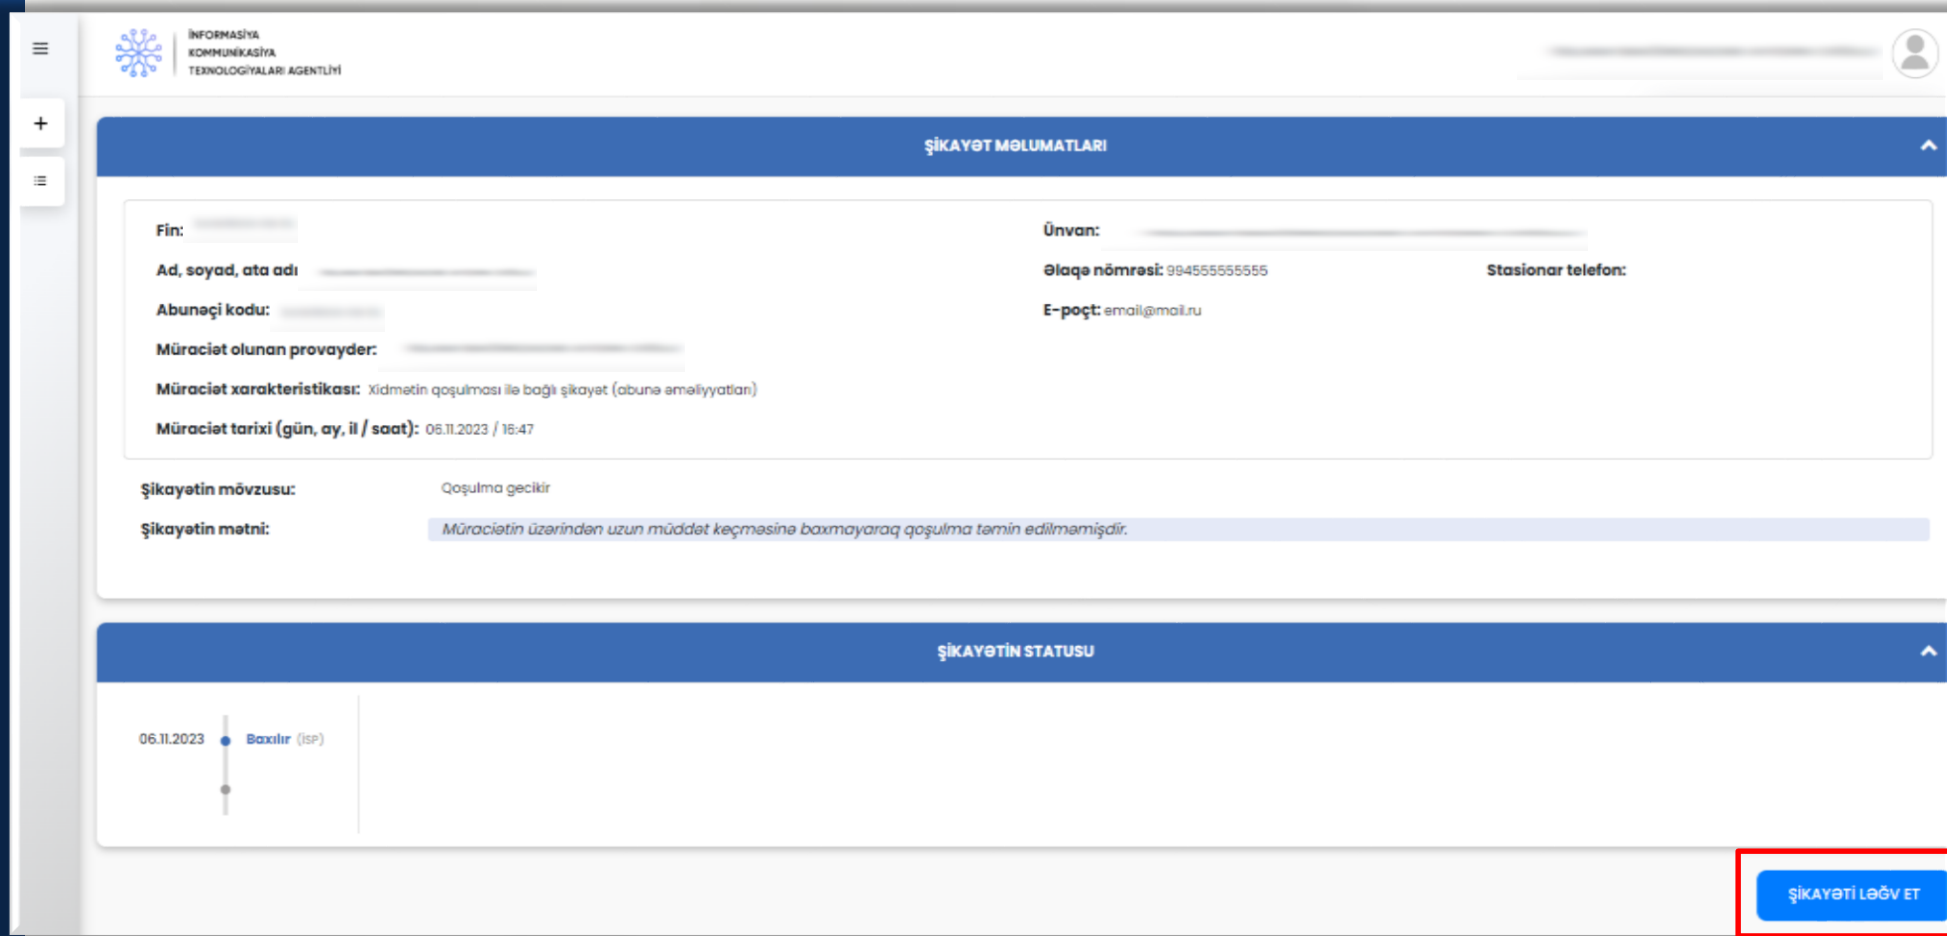 İNFORMASİYA
KOMMUNİKASİYA
TEXNOLOGİYALARI AGENTLİYİ
ŞİKAYƏT MƏLUMATLARI
Fin:
Ünvan:
Ad, soyad, ata adı
Əlaqə nömrəsi: 994555555555
Stasionar telefon:
Abunəçi kodu:
E-poçt: email@mail.ru
Müraciət olunan provayder:
Müraciət xarakteristikası: Xidmətin qoşulması ilə bağlı şikayət (abunə əməliyyatları)
Müraciət tarixi (gün, ay, il / saat): 06.11.2023 / 16:47
Şikayətin mövzusu: Qoşulma gecikir
Şikayətin mətni: Müraciətin üzərindən uzun müddət keçməsinə baxmayaraq qoşulma təmin edilməmişdir.
ŞİKAYƏTİN STATUSU
06.11.2023 Baxılır (İSP)
ŞİKAYƏTİ LƏĞV ET